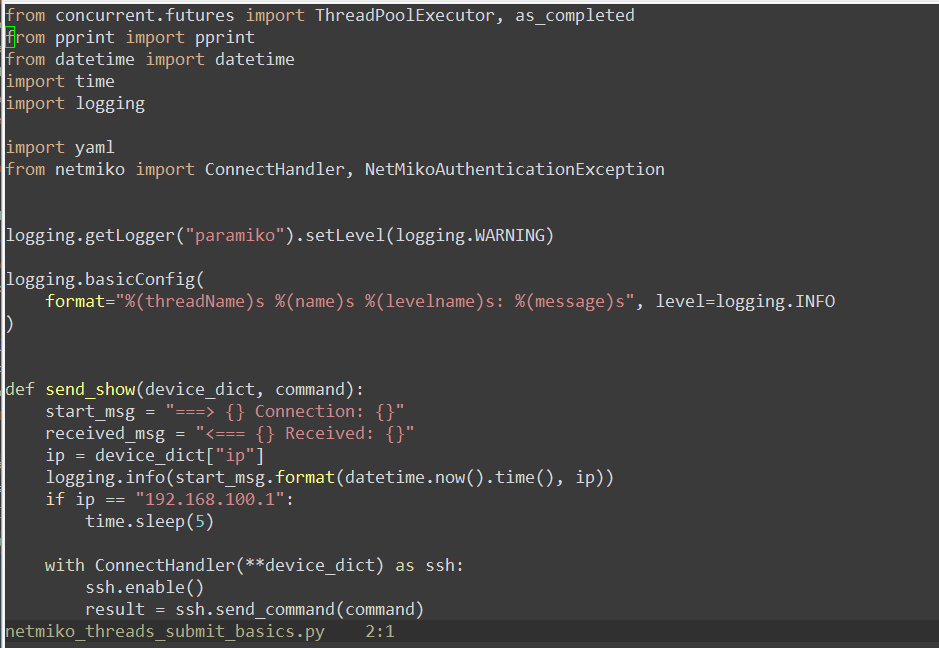 from concurrent.futures import ThreadPoolExecutor, as_completed
from pprint import pprint
from datetime import datetime
import time
import logging

import yaml
from netmiko import ConnectHandler, NetMikoAuthenticationException


logging.getLogger("paramiko").setLevel(logging.WARNING)

logging.basicConfig(
    format="%(threadName)s %(name)s %(levelname)s: %(message)s", level=logging.INFO
)


def send_show(device_dict, command):
    start_msg = "===> {} Connection: {}"
    received_msg = "<=== {} Received: {}"
    ip = device_dict["ip"]
    logging.info(start_msg.format(datetime.now().time(), ip))
    if ip == "192.168.100.1":
        time.sleep(5)

    with ConnectHandler(**device_dict) as ssh:
        ssh.enable()
        result = ssh.send_command(command)
netmiko_threads_submit_basics.py    2:1